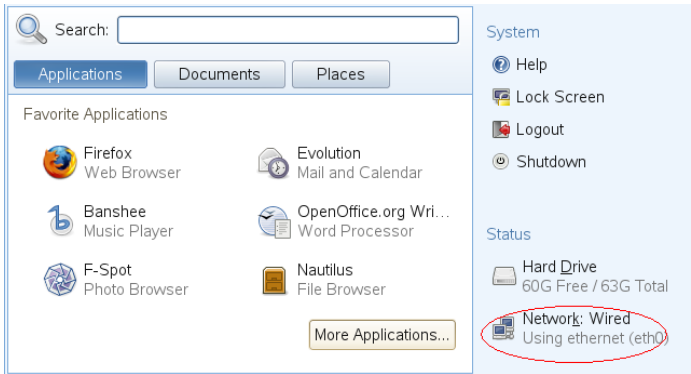 Search:
Applications
Documents
Places
Favorite Applications
Firefox
Web Browser
Evolution
Mail and Calendar
Banshee
Music Player
OpenOffice.org Wri...
Word Processor
F-Spot
Photo Browser
Nautilus
File Browser
More Applications...
System
Help
Lock Screen
Logout
Shutdown
Status
Hard Drive
60G Free / 63G Total
Network: Wired
Using ethernet (eth0)